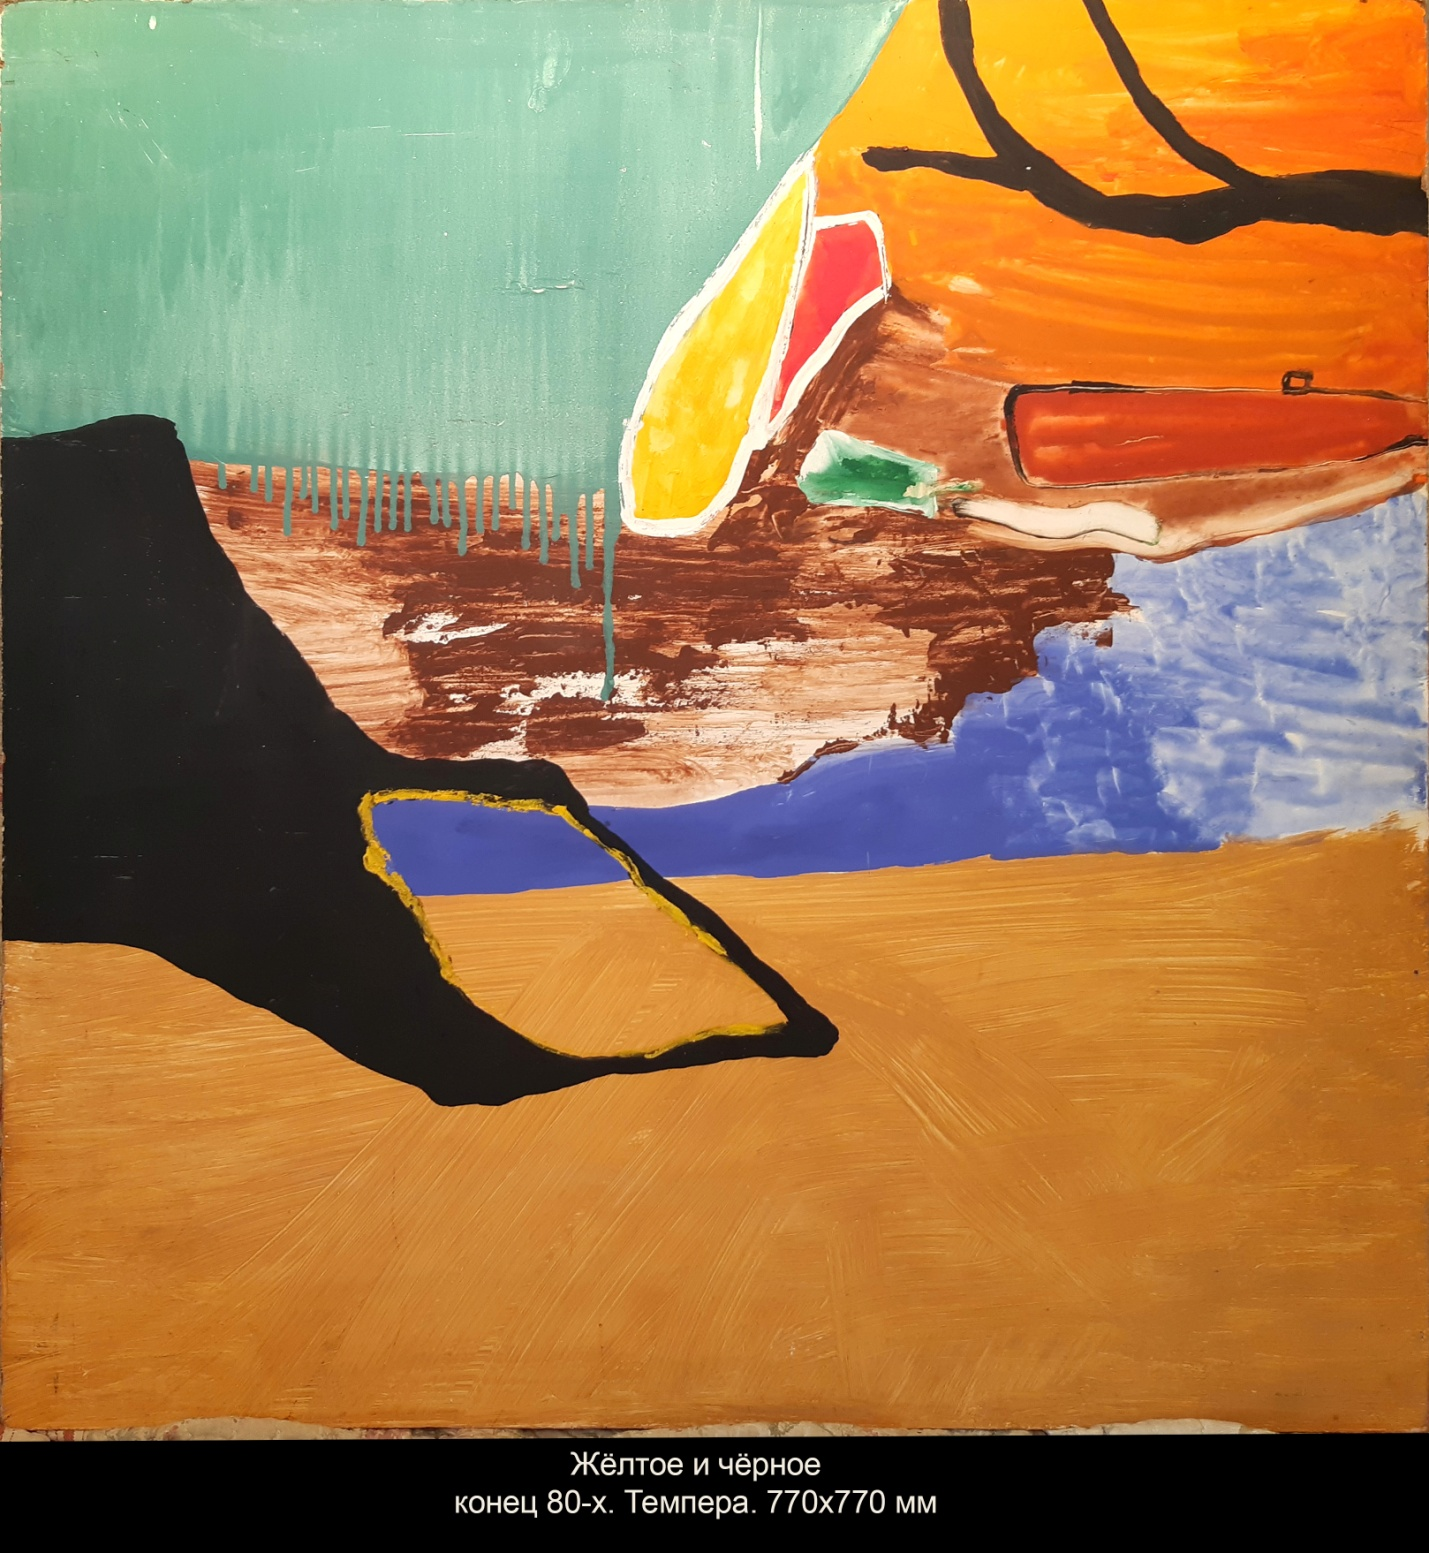 Жёлтое и чёрное
конец 80-х. Темпера. 770х770 мм